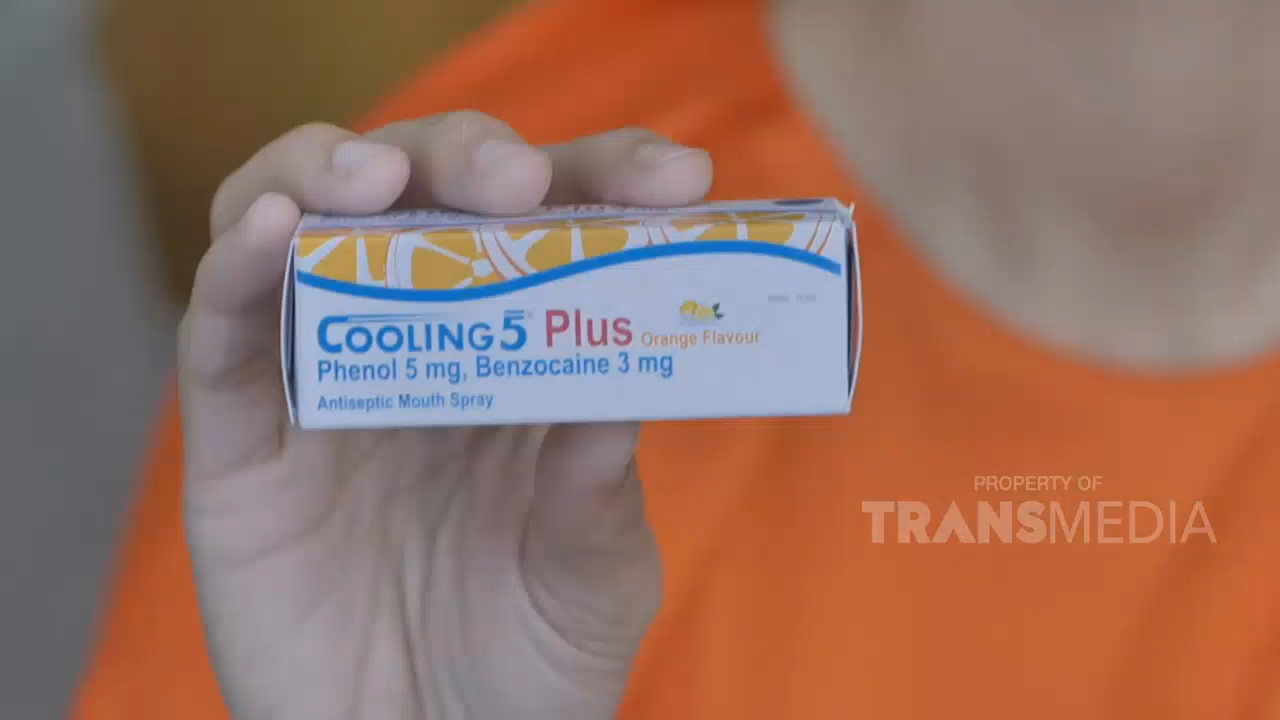 COOLING5 Plus Orange Flavour
Phenol 5 mg, Benzocaine 3 mg
Antiseptic Mouth Spray
PROPERTY OF
TRANSMEDIA